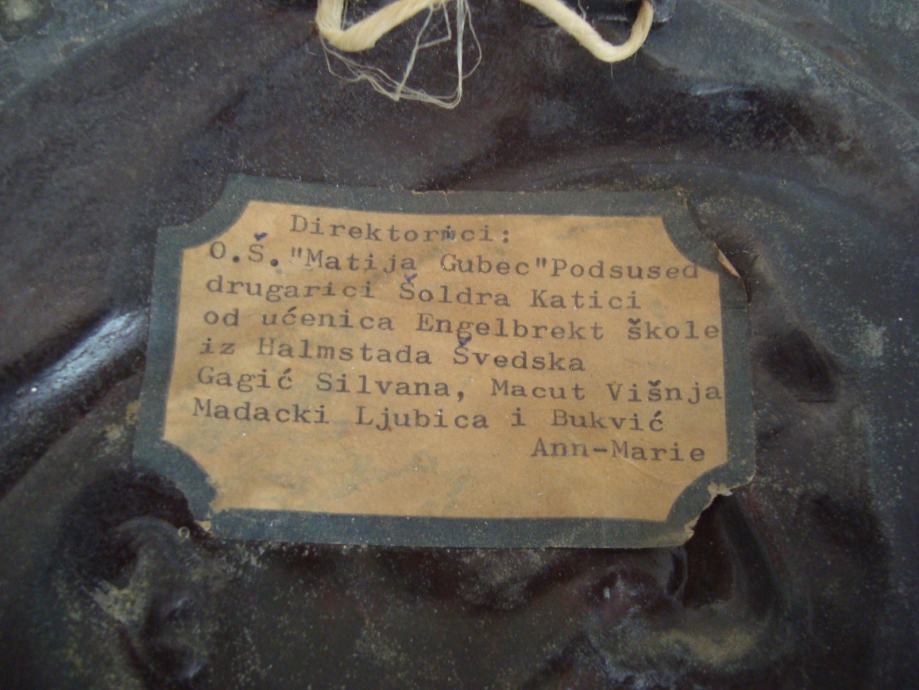 Direktorici:
O.Š."Matija Gubec"Podsused
drugarici Šoldra Katici
od učenica Engelbrekt škole
iz Halmstada Švedska
Gagić Silvana, Macut Višnja
Madacki Ljubica i Bukvić
Ann-Marie